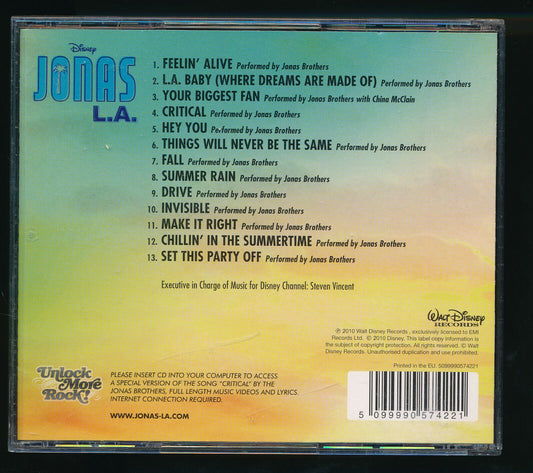 Disney
JONAS
L.A.
1. FEELIN' ALIVE Performed by Jonas Brothers
2. L.A. BABY (WHERE DREAMS ARE MADE OF) Performed by Jonas Brothers
3. YOUR BIGGEST FAN Performed by Jonas Brothers with China McClain
4. CRITICAL Performed by Jonas Brothers
5. HEY YOU Performed by Jonas Brothers
6. THINGS WILL NEVER BE THE SAME Performed by Jonas Brothers
7. FALL Performed by Jonas Brothers
8. SUMMER RAIN Performed by Jonas Brothers
9. DRIVE Performed by Jonas Brothers
10. INVISIBLE Performed by Jonas Brothers
11. MAKE IT RIGHT Performed by Jonas Brothers
12. CHILLIN' IN THE SUMMERTIME Performed by Jonas Brothers
13. SET THIS PARTY OFF Performed by Jonas Brothers
Executive in Charge of Music for Disney Channel: Steven Vincent
WALT DISNEY
RECORDS
℗ 2010 Walt Disney Records, exclusively licensed to EMI
Records Ltd. © 2010 Disney. This label copy information is
the subject of copyright protection. All rights reserved. © Walt
Disney Records. Unauthorised duplication and use prohibited.
Printed in the EU. 5099990574221
Unlock
More
Rock!
PLEASE INSERT CD INTO YOUR COMPUTER TO ACCESS
A SPECIAL VERSION OF THE SONG "CRITICAL" BY THE
JONAS BROTHERS, FULL LENGTH MUSIC VIDEOS AND LYRICS.
INTERNET CONNECTION REQUIRED.
WWW.JONAS-LA.COM
5 099990 574221